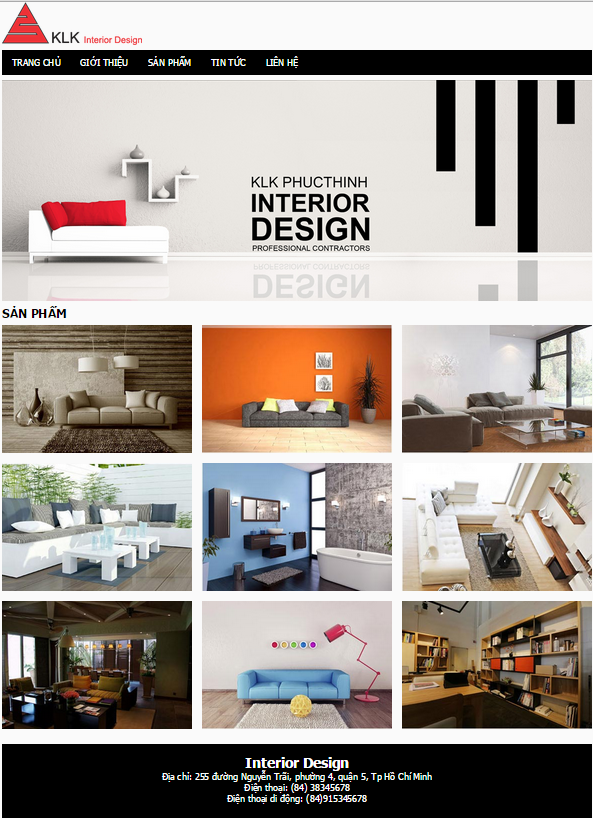 KLK Interior Design
TRANG CHỦ GIỚI THIỆU SẢN PHẨM TIN TỨC LIÊN HỆ
KLK PHUCTHINH
INTERIOR
DESIGN
PROFESSIONAL CONTRACTORS
SẢN PHẨM
Interior Design
Địa chỉ: 255 đường Nguyễn Trãi, phường 4, quận 5, Tp Hồ Chí Minh
Điện thoại: (84) 38345678
Điện thoại di động: (84)915345678